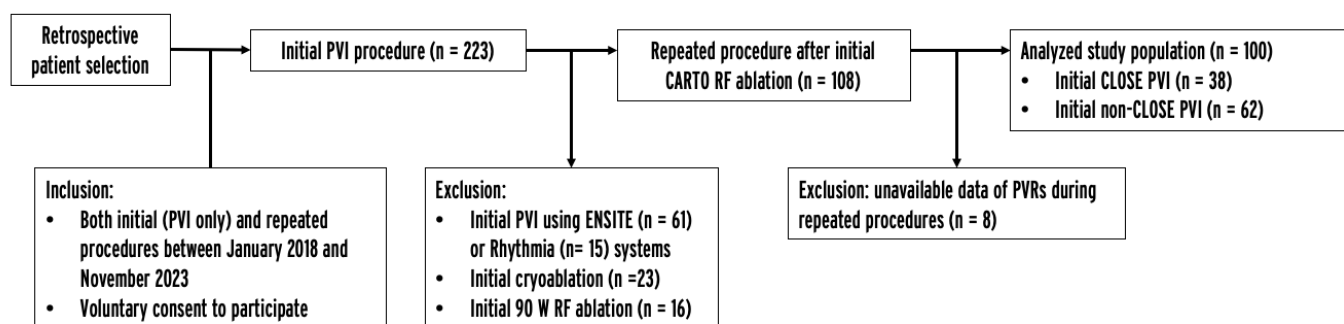 Retrospective
patient selection
Initial PVI procedure (n = 223)
Repeated procedure after initial
CARTO RF ablation (n = 108)
Analyzed study population (n = 100)
• Initial CLOSE PVI (n = 38)
• Initial non-CLOSE PVI (n = 62)
Inclusion:
• Both initial (PVI only) and repeated
procedures between January 2018 and
November 2023
• Voluntary consent to participate
Exclusion:
• Initial PVI using ENSITE (n = 61)
or Rhythmia (n= 15) systems
• Initial cryoablation (n =23)
• Initial 90 W RF ablation (n = 16)
Exclusion: unavailable data of PVRs during
repeated procedures (n = 8)